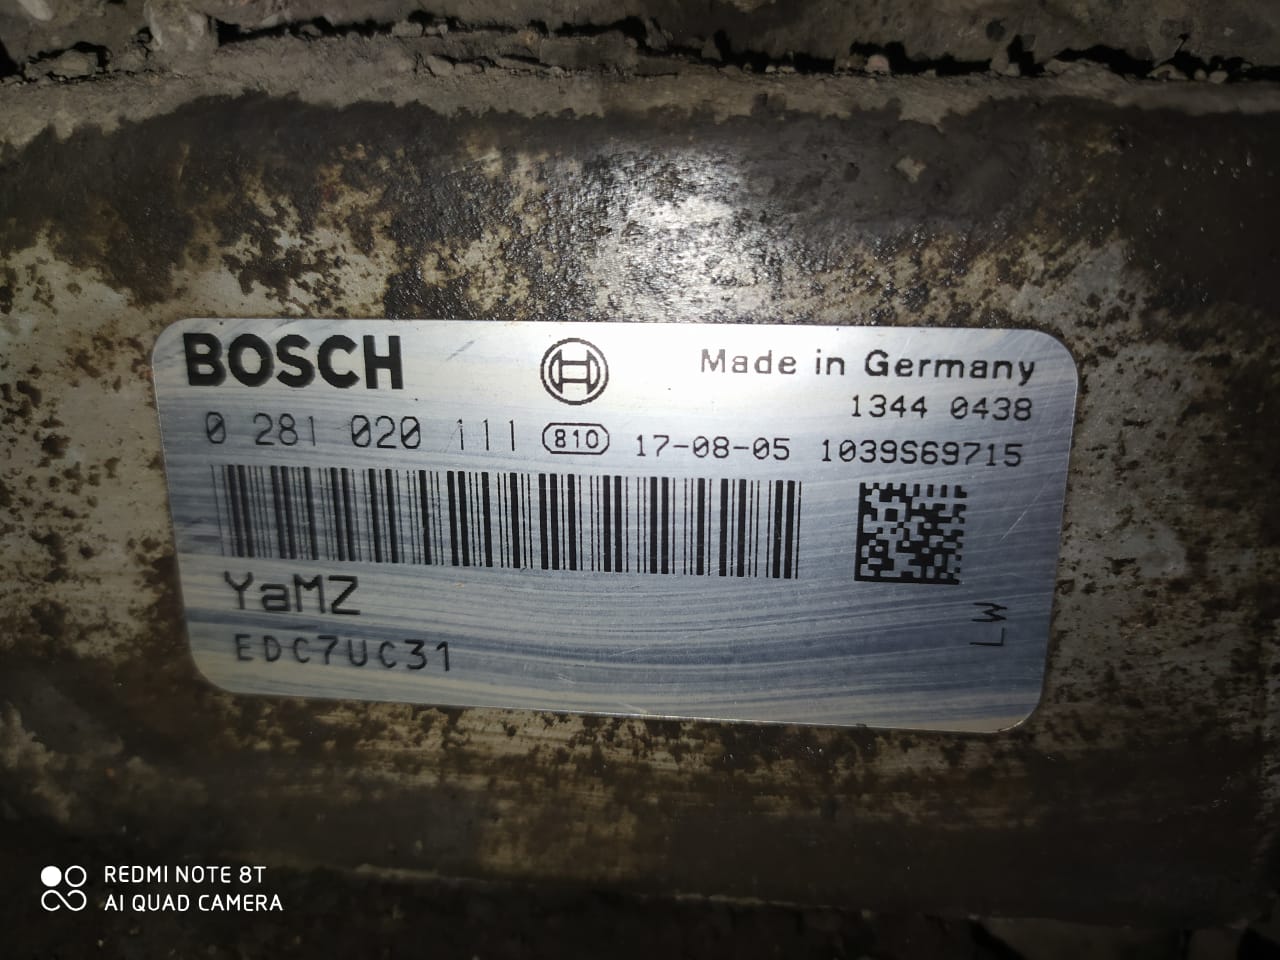 BOSCH
Made in Germany
1344 0438
0 281 020 111 810 17-08-05 1039S69715
YaMZ
EDC7UC31
LW
REDMI NOTE 8T
AI QUAD CAMERA